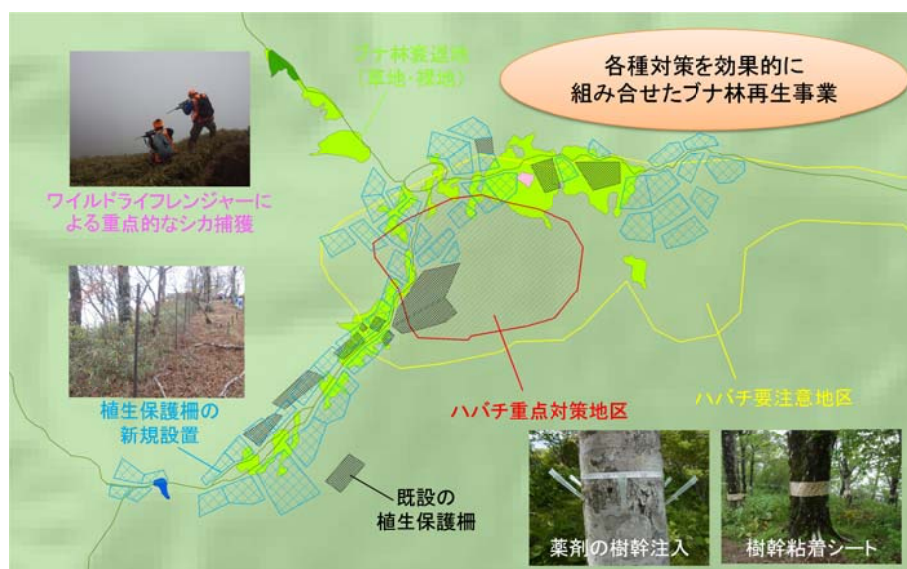 各種対策を効果的に
組み合せたブナ林再生事業
ブナ林衰退地
(草地・裸地)
ワイルドライフレンジャーに
よる重点的なシカ捕獲
植生保護柵の
新規設置
ハバチ重点対策地区
ハバチ要注意地区
既設の
植生保護柵
薬剤の樹幹注入
樹幹粘着シート